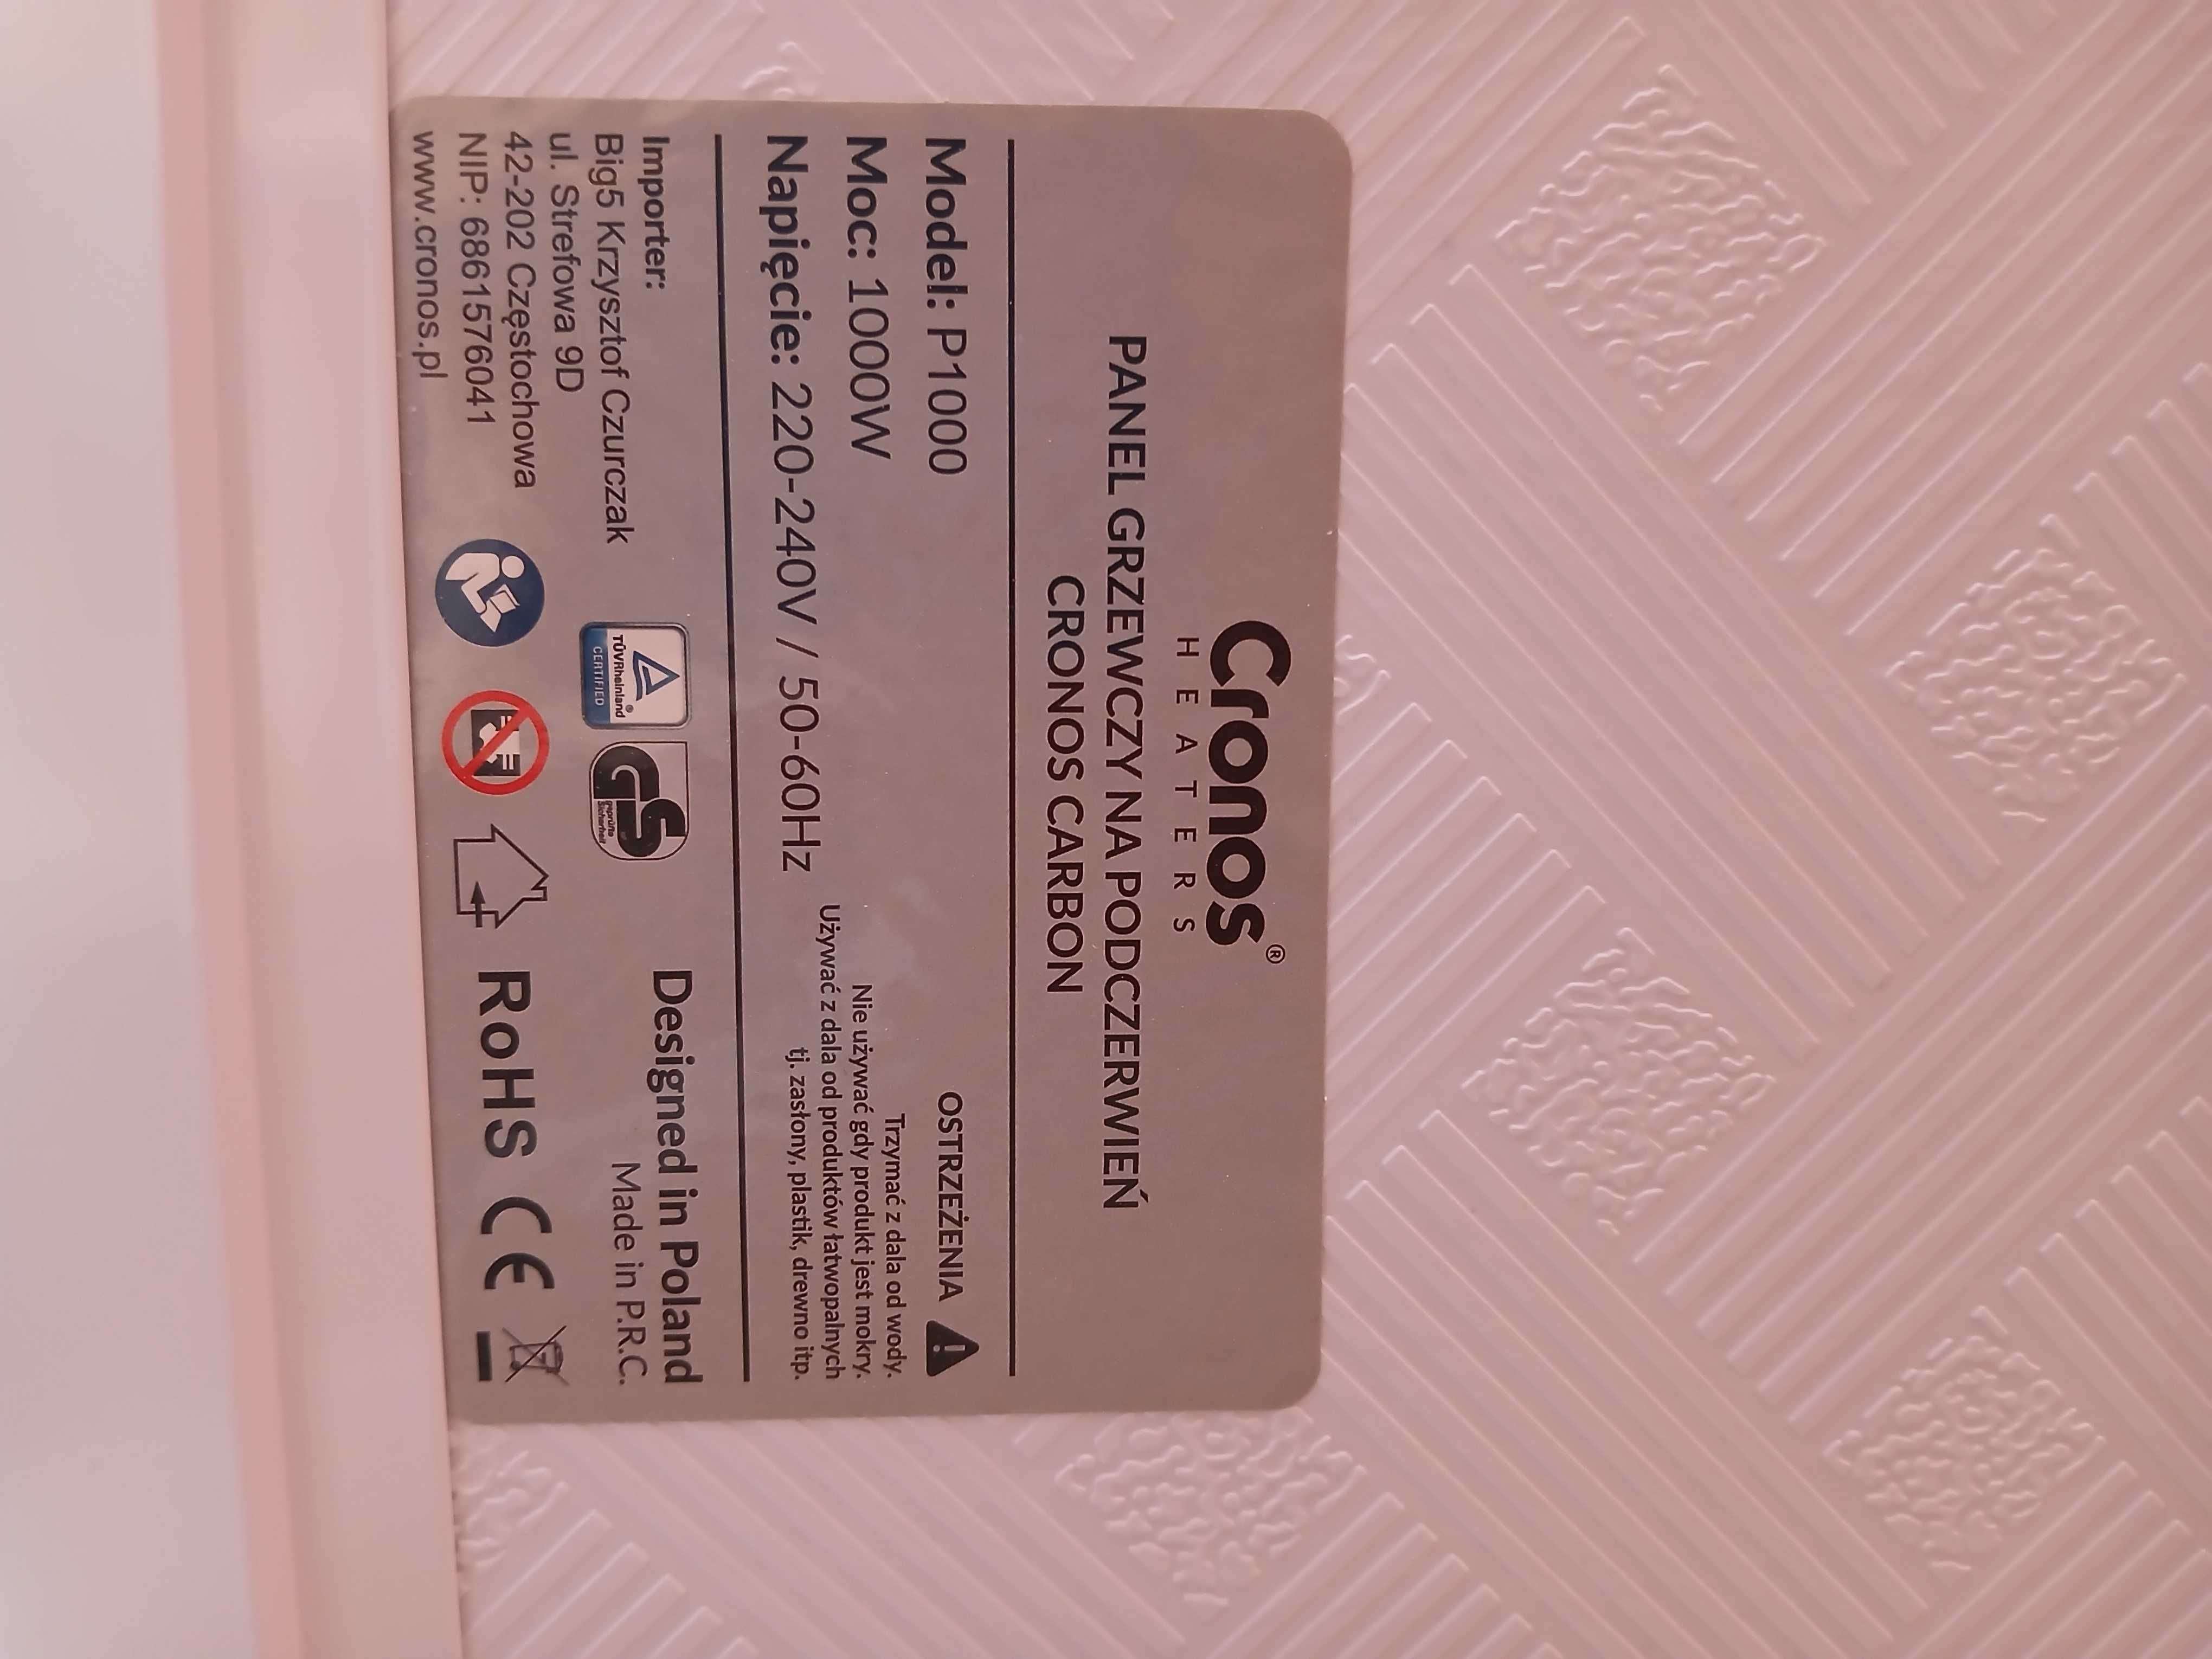 Cronos®
HEATERS
PANEL GRZEWCZY NA PODCZERWIEŃ
CRONOS CARBON
Model: P1000
Moc: 1000W
Napięcie: 220-240V / 50-60Hz
OSTRZEŻENIA
Trzymać z dala od wody.
Nie używać gdy produkt jest mokry.
Używać z dala od produktów łatwopalnych
tj. zasłony, plastik, drewno itp.
Importer:
Big5 Krzysztof Czurczak
ul. Strefowa 9D
42-202 Częstochowa
NIP: 6861576041
www.cronos.pl
TÜVRheinland®
CERTIFIED
GS
geprüfte
Sicherheit
Designed in Poland
Made in P.R.C.
RoHS CE